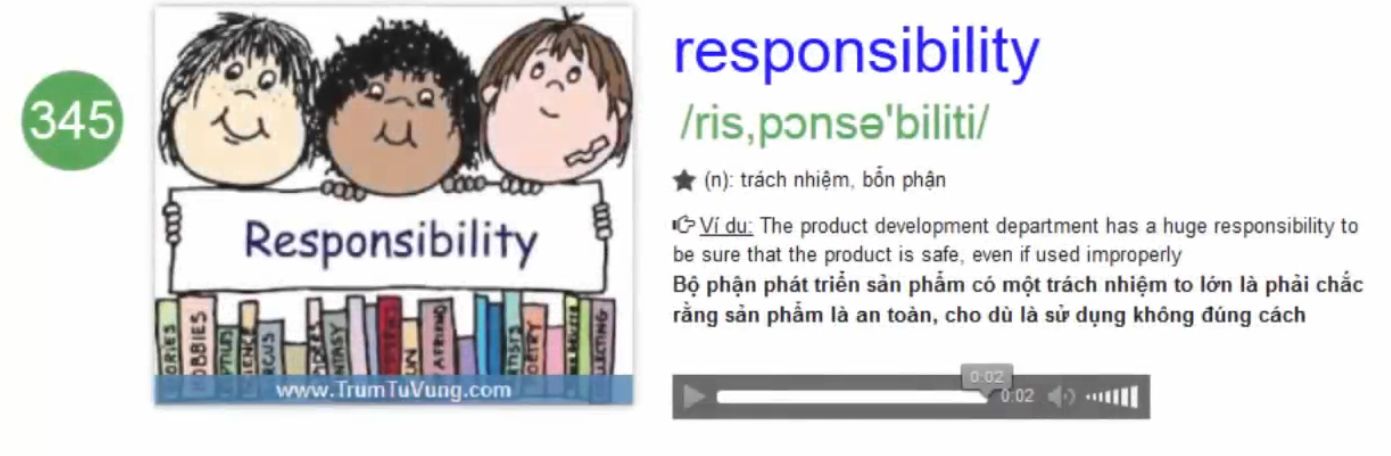 345
responsibility
/ris,pɔnsə'biliti/
(n): trách nhiệm, bổn phận
Ví dụ: The product development department has a huge responsibility to
be sure that the product is safe, even if used improperly
Bộ phận phát triển sản phẩm có một trách nhiệm to lớn là phải chắc
rằng sản phẩm là an toàn, cho dù là sử dụng không đúng cách
Responsibility
HOBBIES
POETRY
www.TrumTuVung.com
0:02
0:02